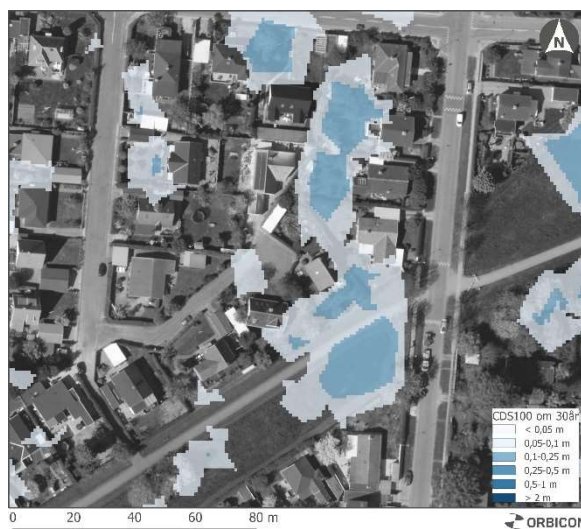 N
CDS100 om 30år
< 0,05 m
0,05-0,1 m
0,1-0,25 m
0,25-0,5 m
0,5-1 m
> 2 m
0 20 40 60 80 m
ORBICON